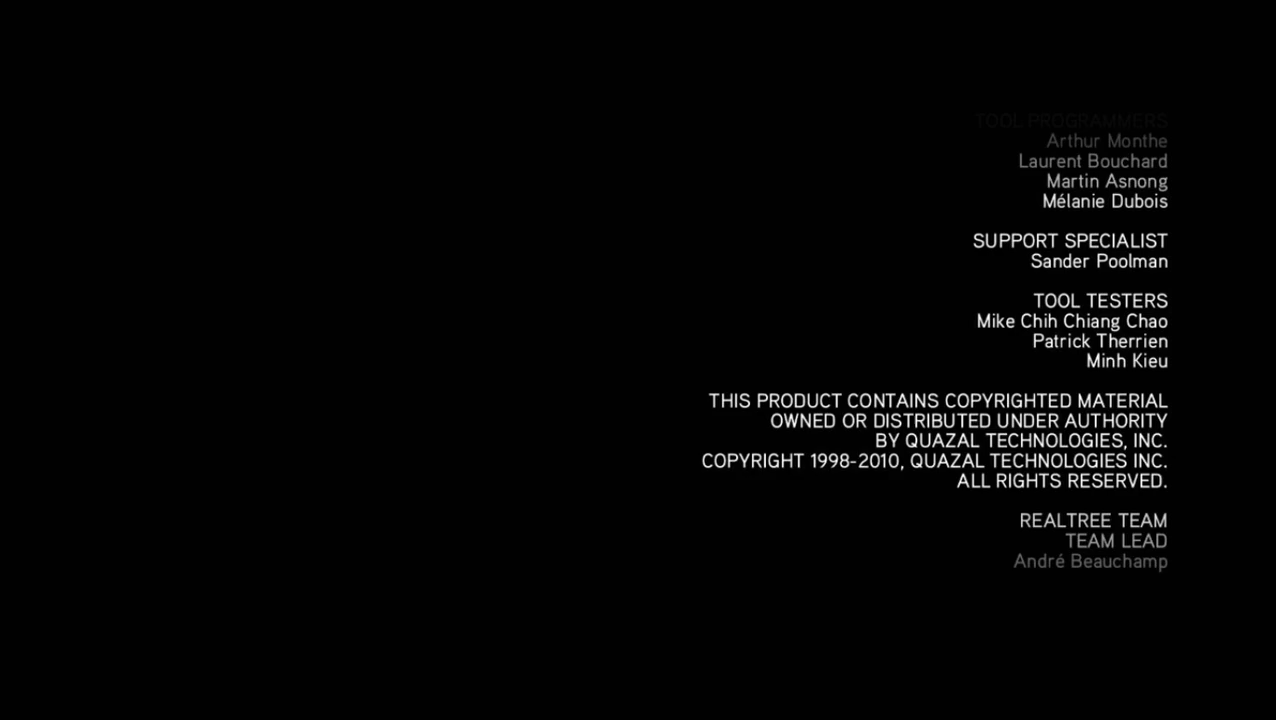 TOOL PROGRAMMERS
Arthur Monthe
Laurent Bouchard
Martin Asnong
Mélanie Dubois
SUPPORT SPECIALIST
Sander Poolman
TOOL TESTERS
Mike Chih Chiang Chao
Patrick Therrien
Minh Kieu
THIS PRODUCT CONTAINS COPYRIGHTED MATERIAL
OWNED OR DISTRIBUTED UNDER AUTHORITY
BY QUAZAL TECHNOLOGIES, INC.
COPYRIGHT 1998-2010, QUAZAL TECHNOLOGIES INC.
ALL RIGHTS RESERVED.
REALTREE TEAM
TEAM LEAD
André Beauchamp